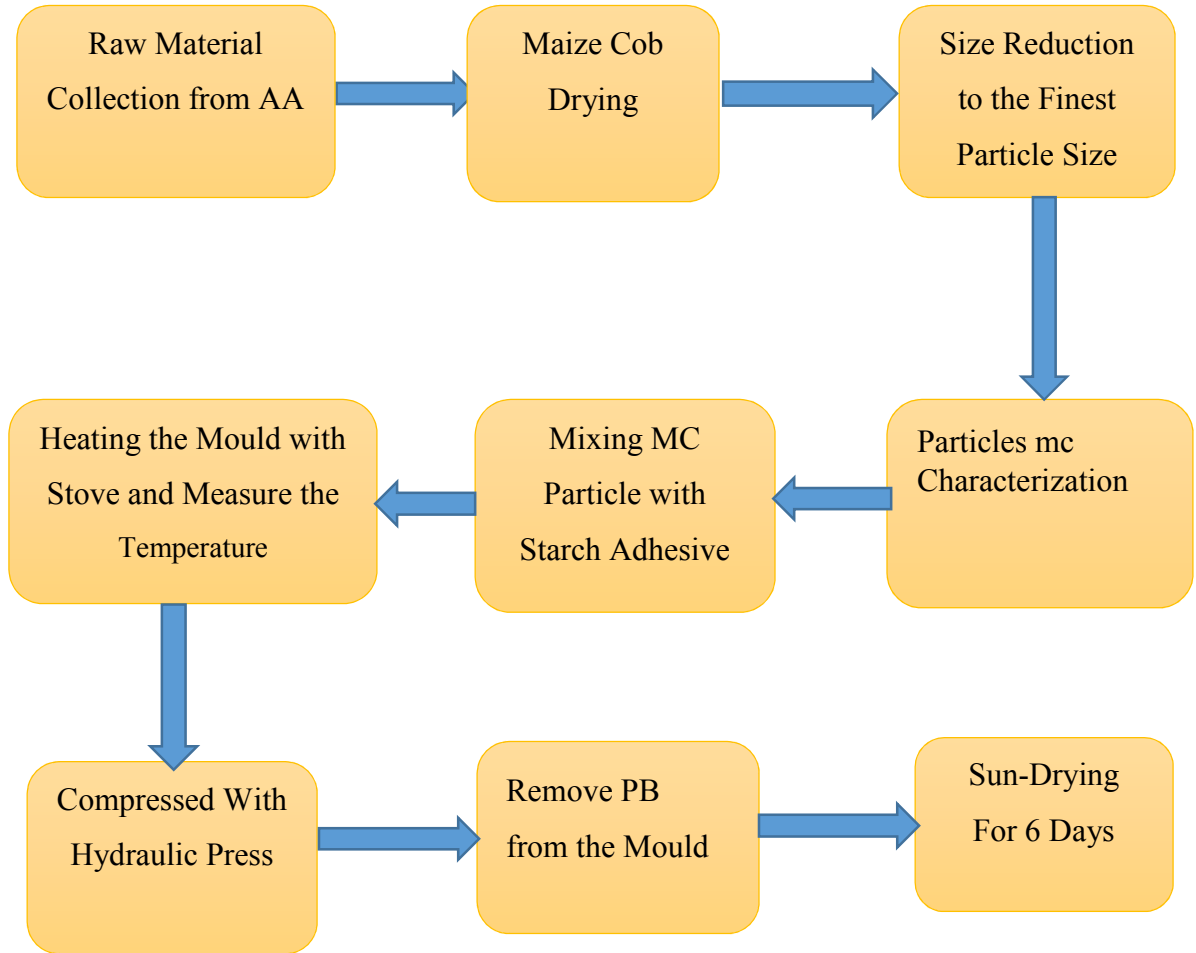 Raw Material
Collection from AA
Maize Cob
Drying
Size Reduction
to the Finest
Particle Size
Particles mc
Characterization
Mixing MC
Particle with
Starch Adhesive
Heating the Mould with
Stove and Measure the
Temperature
Compressed With
Hydraulic Press
Remove PB
from the Mould
Sun-Drying
For 6 Days